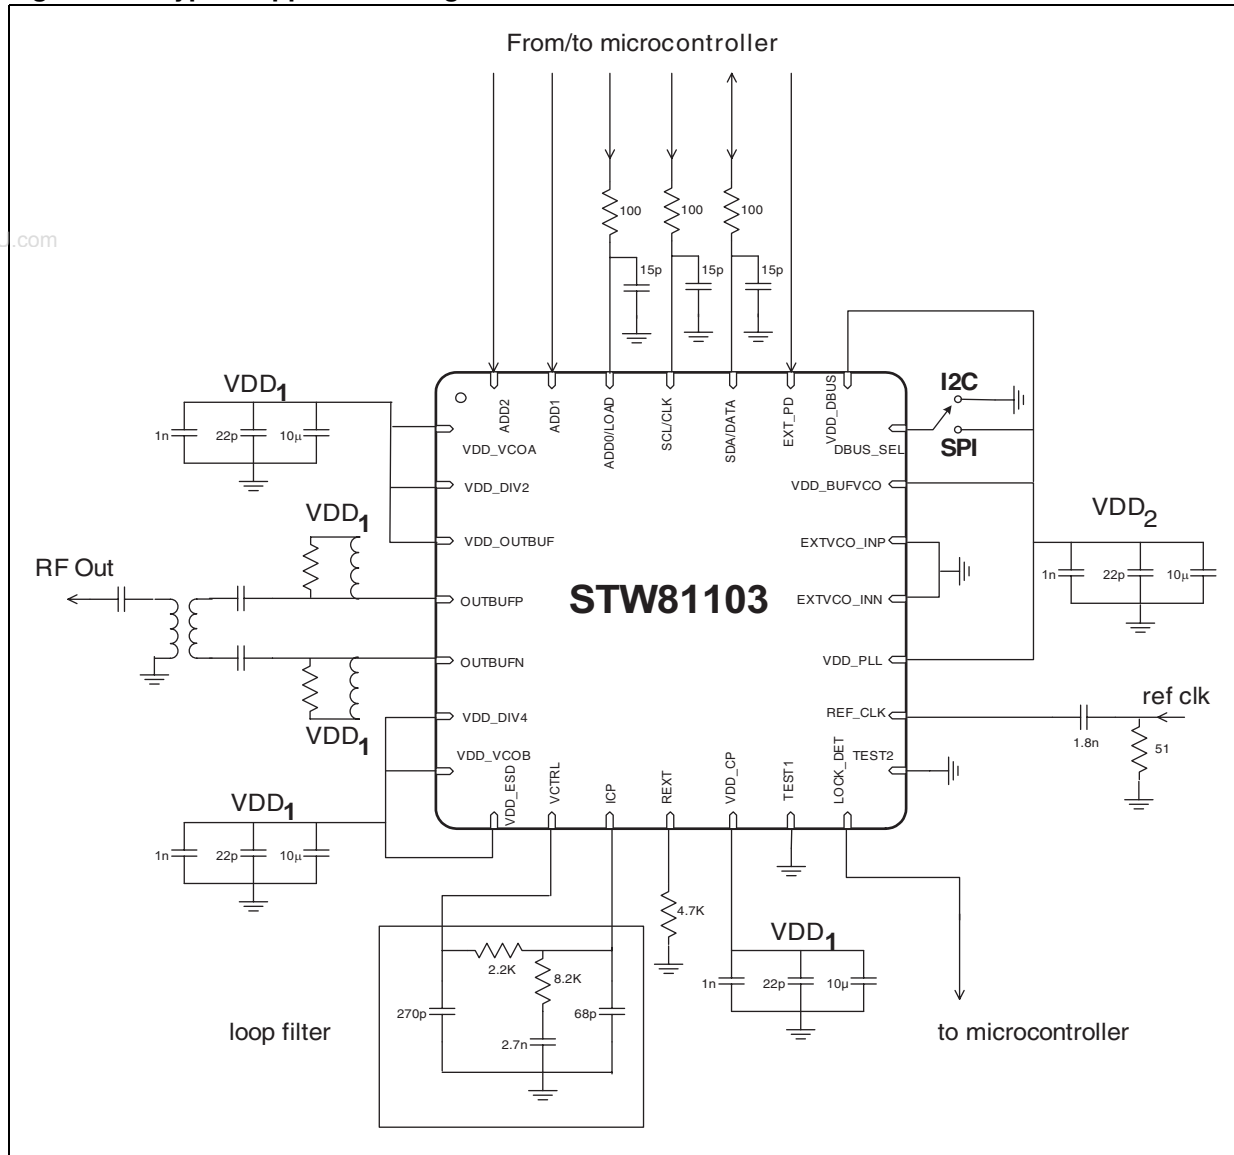 From/to microcontroller
100
100
100
15p
15p
15p
J.com
VDD1
1n
22p
10µ
ADD2
ADD1
ADD0/LOAD
SCL/CLK
SDA/DATA
EXT_PD
VDD_DBUS
I2C
SPI
DBUS_SEL
VDD_VCOA
VDD_DIV2
VDD_BUFVCO
VDD1
VDD2
VDD_OUTBUF
EXTVCO_INP
RF Out
1n
22p
10µ
OUTBUFP
STW81103
EXTVCO_INN
OUTBUFN
VDD_PLL
VDD_DIV4
REF_CLK
ref clk
VDD1
1.8n
51
VDD_VCOB
TEST2
VDD_ESD
VCTRL
ICP
REXT
VDD_CP
TEST1
LOCK_DET
VDD1
1n
22p
10µ
4.7K
VDD1
2.2K
8.2K
1n
22p
10µ
270p
68p
2.7n
loop filter
to microcontroller